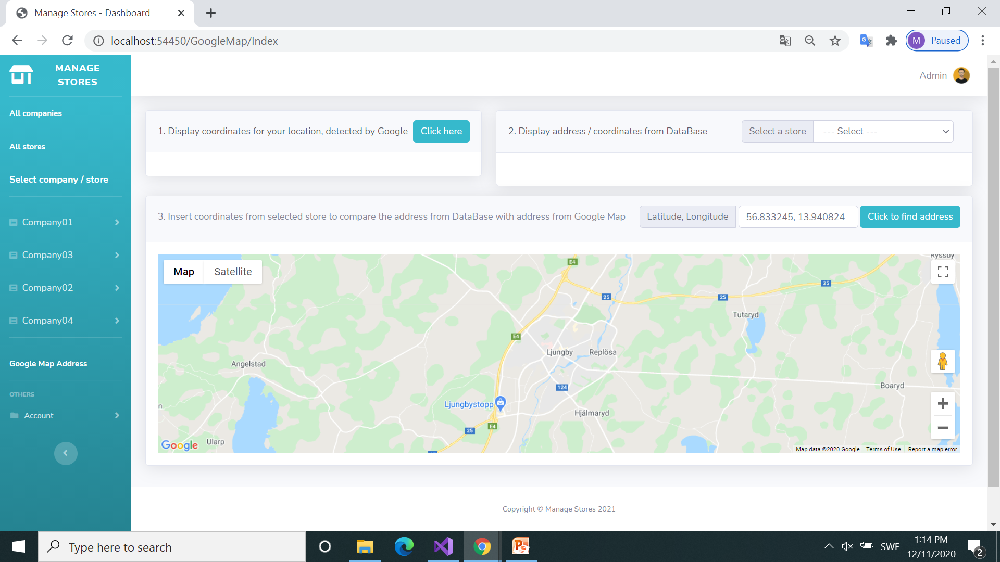 Manage Stores - Dashboard
localhost:54450/GoogleMap/Index
M Paused
MANAGE
STORES
All companies
All stores
Select company / store
Company01
Company03
Company02
Company04
Google Map Address
OTHERS
Account
Admin
1. Display coordinates for your location, detected by Google Click here
2. Display address / coordinates from DataBase Select a store --- Select ---
3. Insert coordinates from selected store to compare the address from DataBase with address from Google Map Latitude, Longitude 56.833245, 13.940824 Click to find address
Map Satellite
Ryssby
E4
25
25
25
Tutaryd
E4
Ljungby Replösa
Angelstad
124
Boaryd
Ljungbystopp
Hjälmaryd
E4
25
Ularp
Google
Map data ©2020 Google Terms of Use Report a map error
Copyright © Manage Stores 2021
Type here to search
SWE
1:14 PM
12/11/2020
2